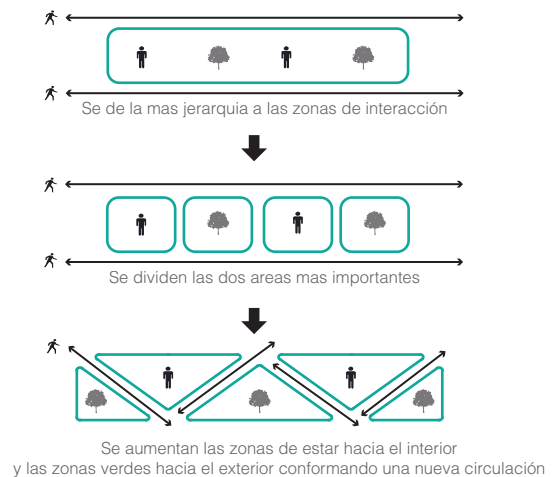 Se de la mas jerarquia a las zonas de interacción
Se dividen las dos areas mas importantes
Se aumentan las zonas de estar hacia el interior
y las zonas verdes hacia el exterior conformando una nueva circulación